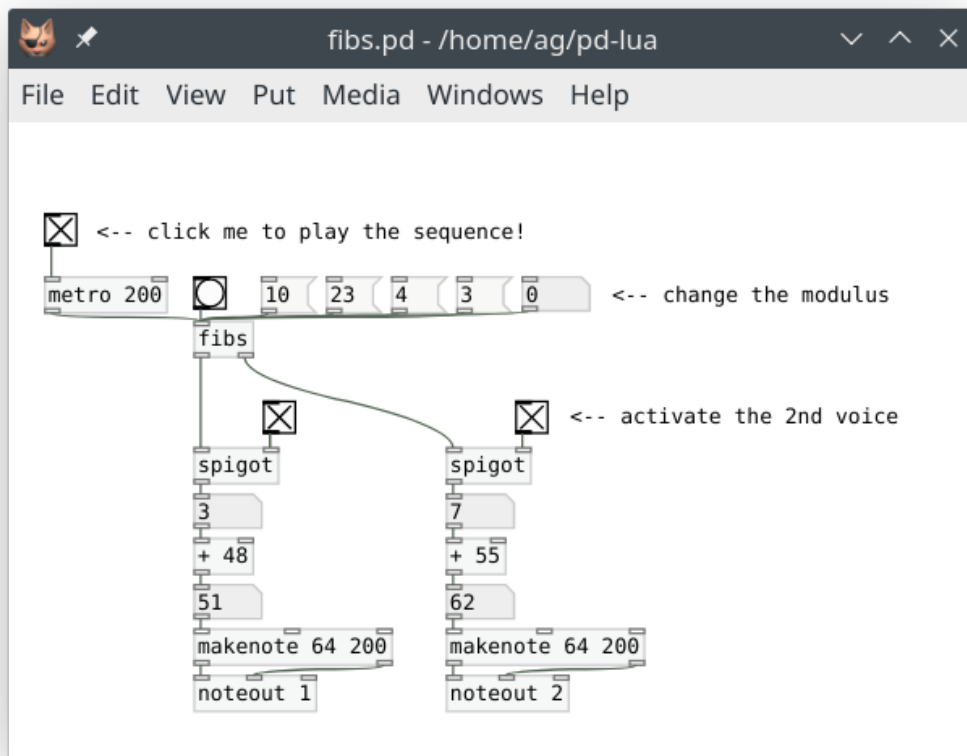 fibs.pd - /home/ag/pd-lua
File Edit View Put Media Windows Help
<-- click me to play the sequence!
metro 200 10 23 4 3 0 <-- change the modulus
fibs
<-- activate the 2nd voice
spigot spigot
3 7
+ 48 + 55
51 62
makenote 64 200 makenote 64 200
noteout 1 noteout 2